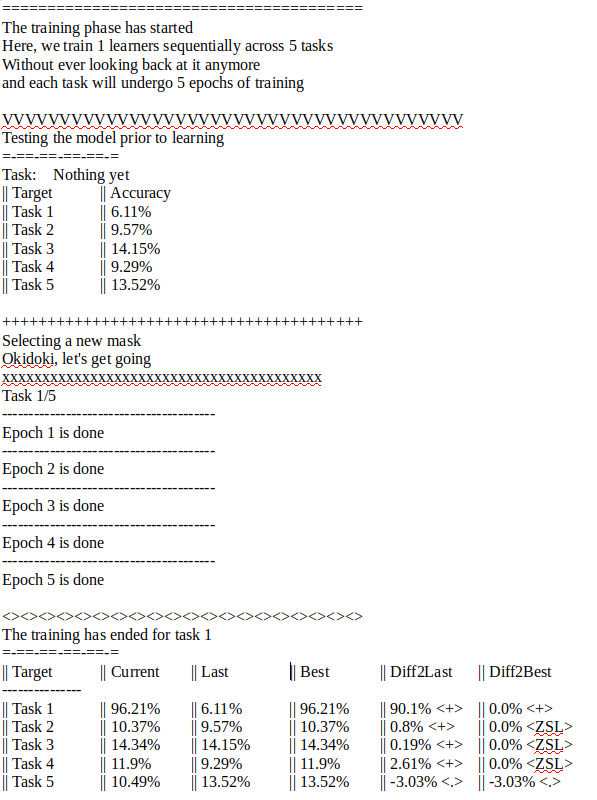 ========================================
The training phase has started
Here, we train 1 learners sequentially across 5 tasks
Without ever looking back at it anymore
and each task will undergo 5 epochs of training
VVVVVVVVVVVVVVVVVVVVVVVVVVVVVVVVVVVVVVVV
Testing the model prior to learning
=-==-==-==-==-=
Task: Nothing yet
|| Target || Accuracy
|| Task 1 || 6.11%
|| Task 2 || 9.57%
|| Task 3 || 14.15%
|| Task 4 || 9.29%
|| Task 5 || 13.52%
++++++++++++++++++++++++++++++++++++++++
Selecting a new mask
Okidoki, let's get going
xxxxxxxxxxxxxxxxxxxxxxxxxxxxxxxxxxxxxxxx
Task 1/5
----------------------------------------
Epoch 1 is done
----------------------------------------
Epoch 2 is done
----------------------------------------
Epoch 3 is done
----------------------------------------
Epoch 4 is done
----------------------------------------
Epoch 5 is done
<><><><><><><><><><><><><><><><><><><><>
The training has ended for task 1
=-==-==-==-==-=
|| Target || Current || Last || Best || Diff2Last || Diff2Best
---------------
|| Task 1 || 96.21% || 6.11% || 96.21% || 90.1% <+> || 0.0% <+>
|| Task 2 || 10.37% || 9.57% || 10.37% || 0.8% <+> || 0.0% <ZSL>
|| Task 3 || 14.34% || 14.15% || 14.34% || 0.19% <+> || 0.0% <ZSL>
|| Task 4 || 11.9% || 9.29% || 11.9% || 2.61% <+> || 0.0% <ZSL>
|| Task 5 || 10.49% || 13.52% || 13.52% || -3.03% <.> || -3.03% <.>